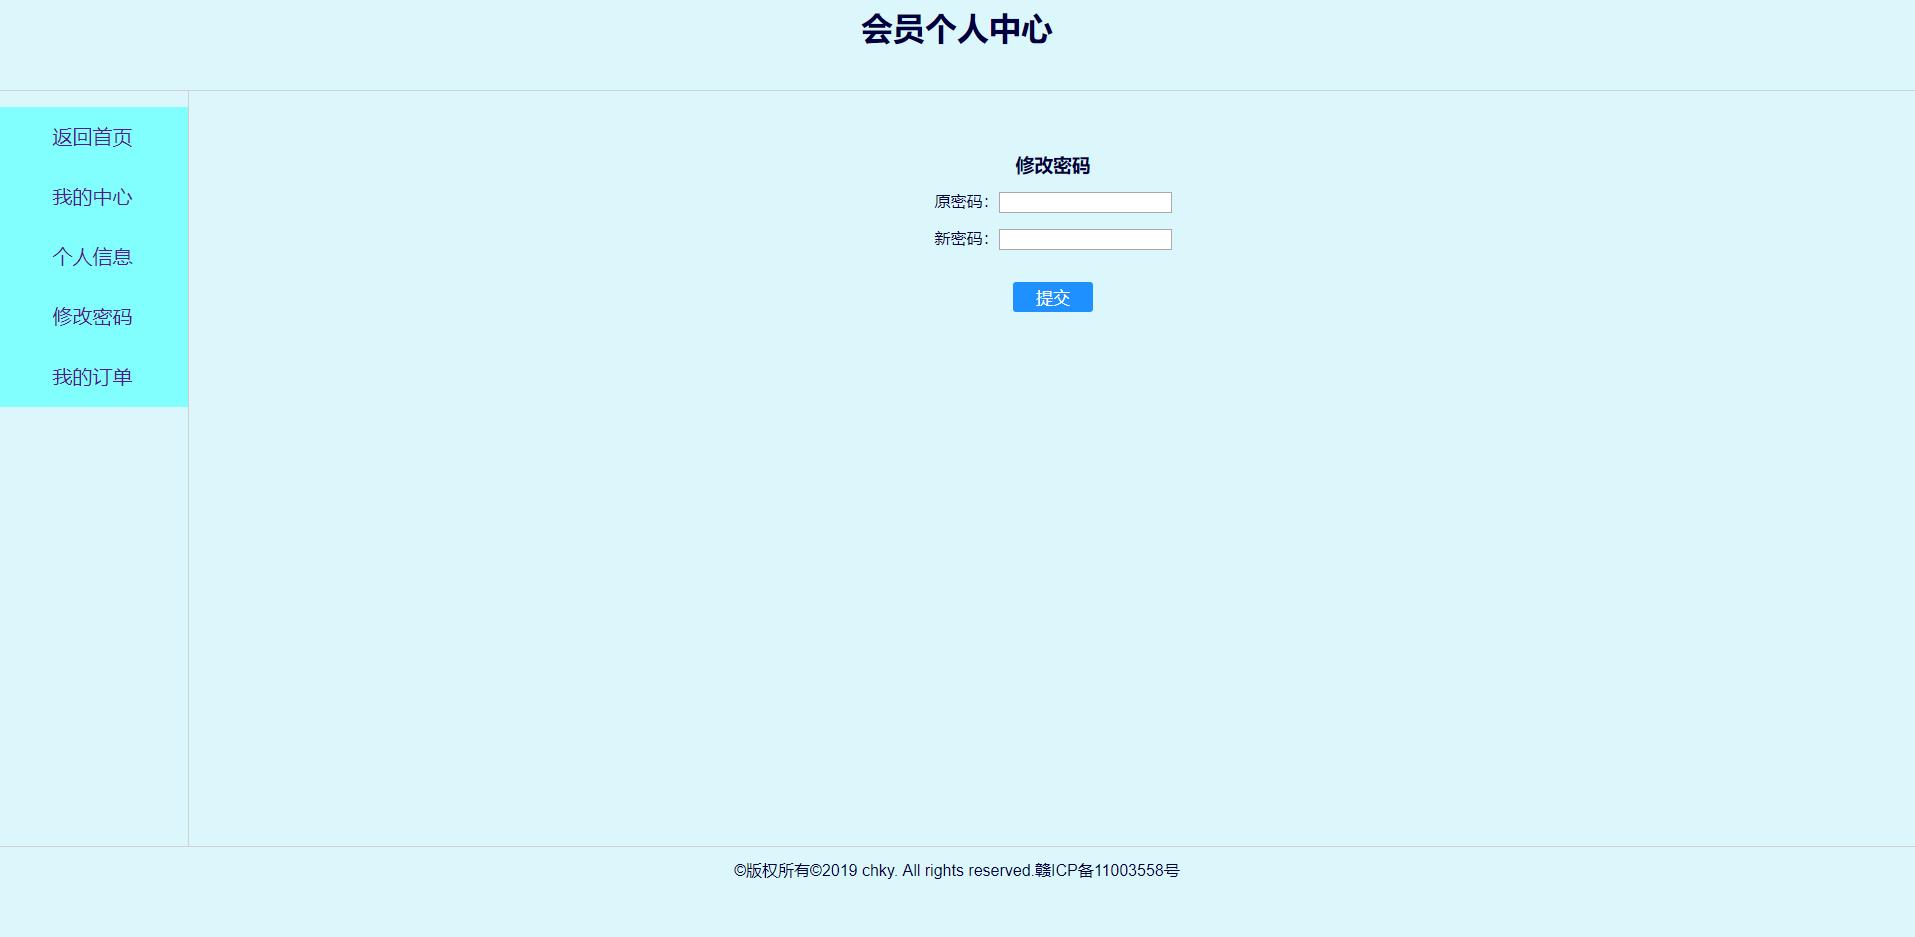 会员个人中心
返回首页
我的中心
个人信息
修改密码
我的订单
修改密码
原密码：
新密码：
提交
©版权所有©2019 chky. All rights reserved.赣ICP备11003558号